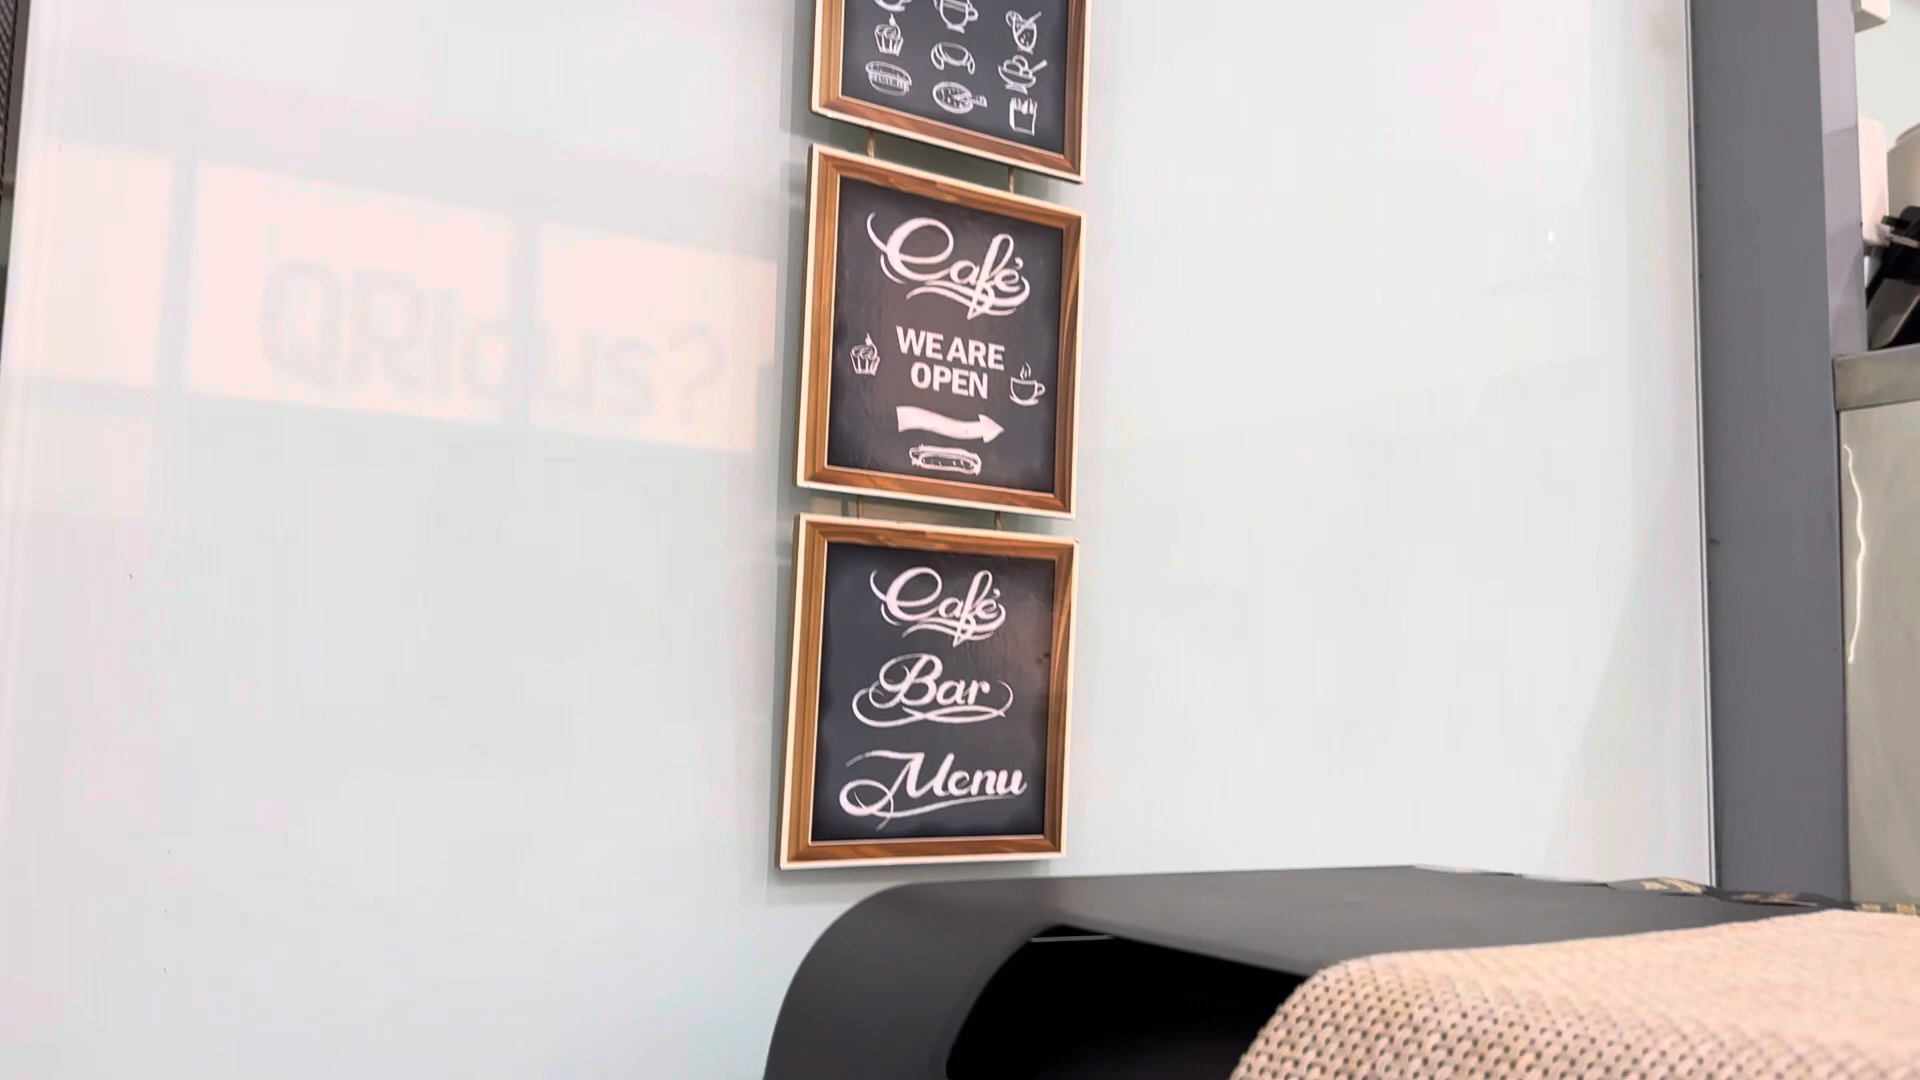 QRious?
Café
WE ARE
OPEN
Café
Bar
Menu